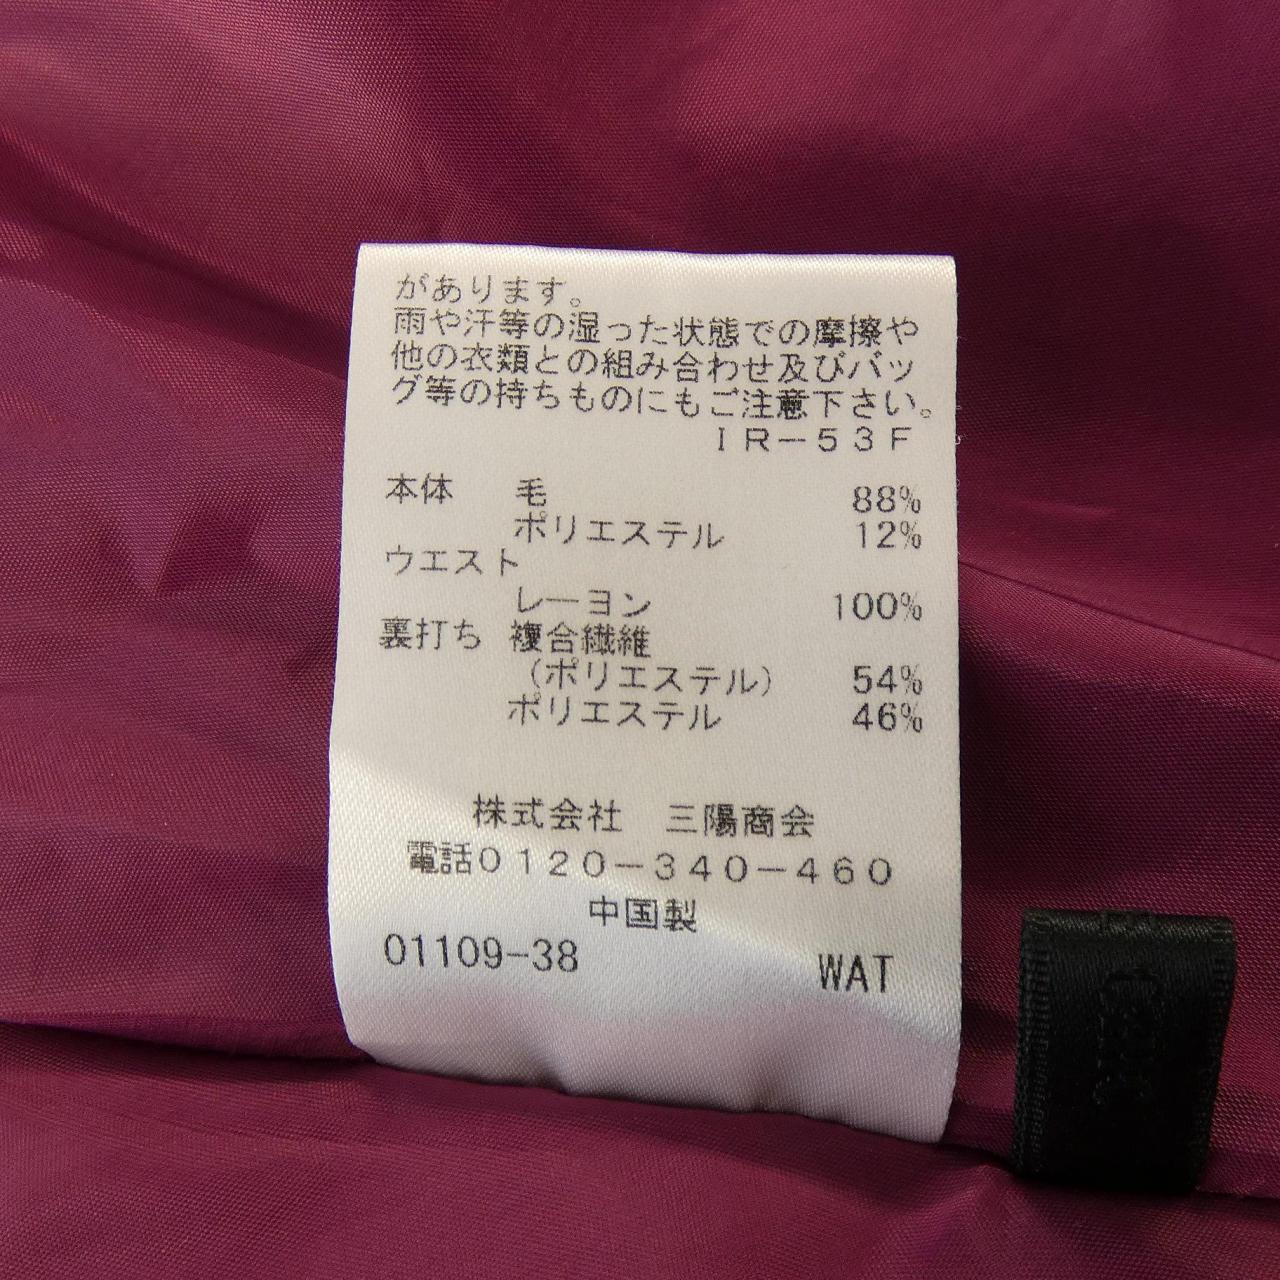 があります。
雨や汗等の湿った状態での摩擦や
他の衣類との組み合わせ及びバッ
グ等の持ちものにもご注意下さい。
ＩＲ－５３Ｆ
本体 毛 88%
ポリエステル 12%
ウエスト
レーヨン 100%
裏打ち 複合繊維
（ポリエステル） 54%
ポリエステル 46%
株式会社 三陽商会
電話０１２０－３４０－４６０
中国製
01109-38 WAT